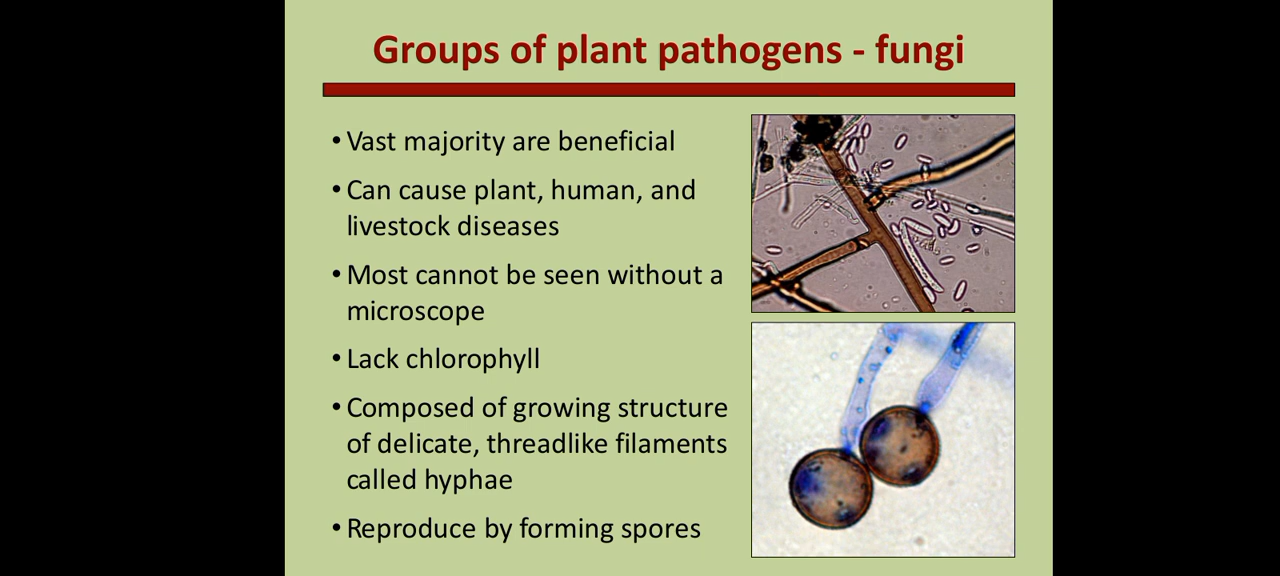 Groups of plant pathogens - fungi
• Vast majority are beneficial
• Can cause plant, human, and
livestock diseases
• Most cannot be seen without a
microscope
• Lack chlorophyll
• Composed of growing structure
of delicate, threadlike filaments
called hyphae
• Reproduce by forming spores